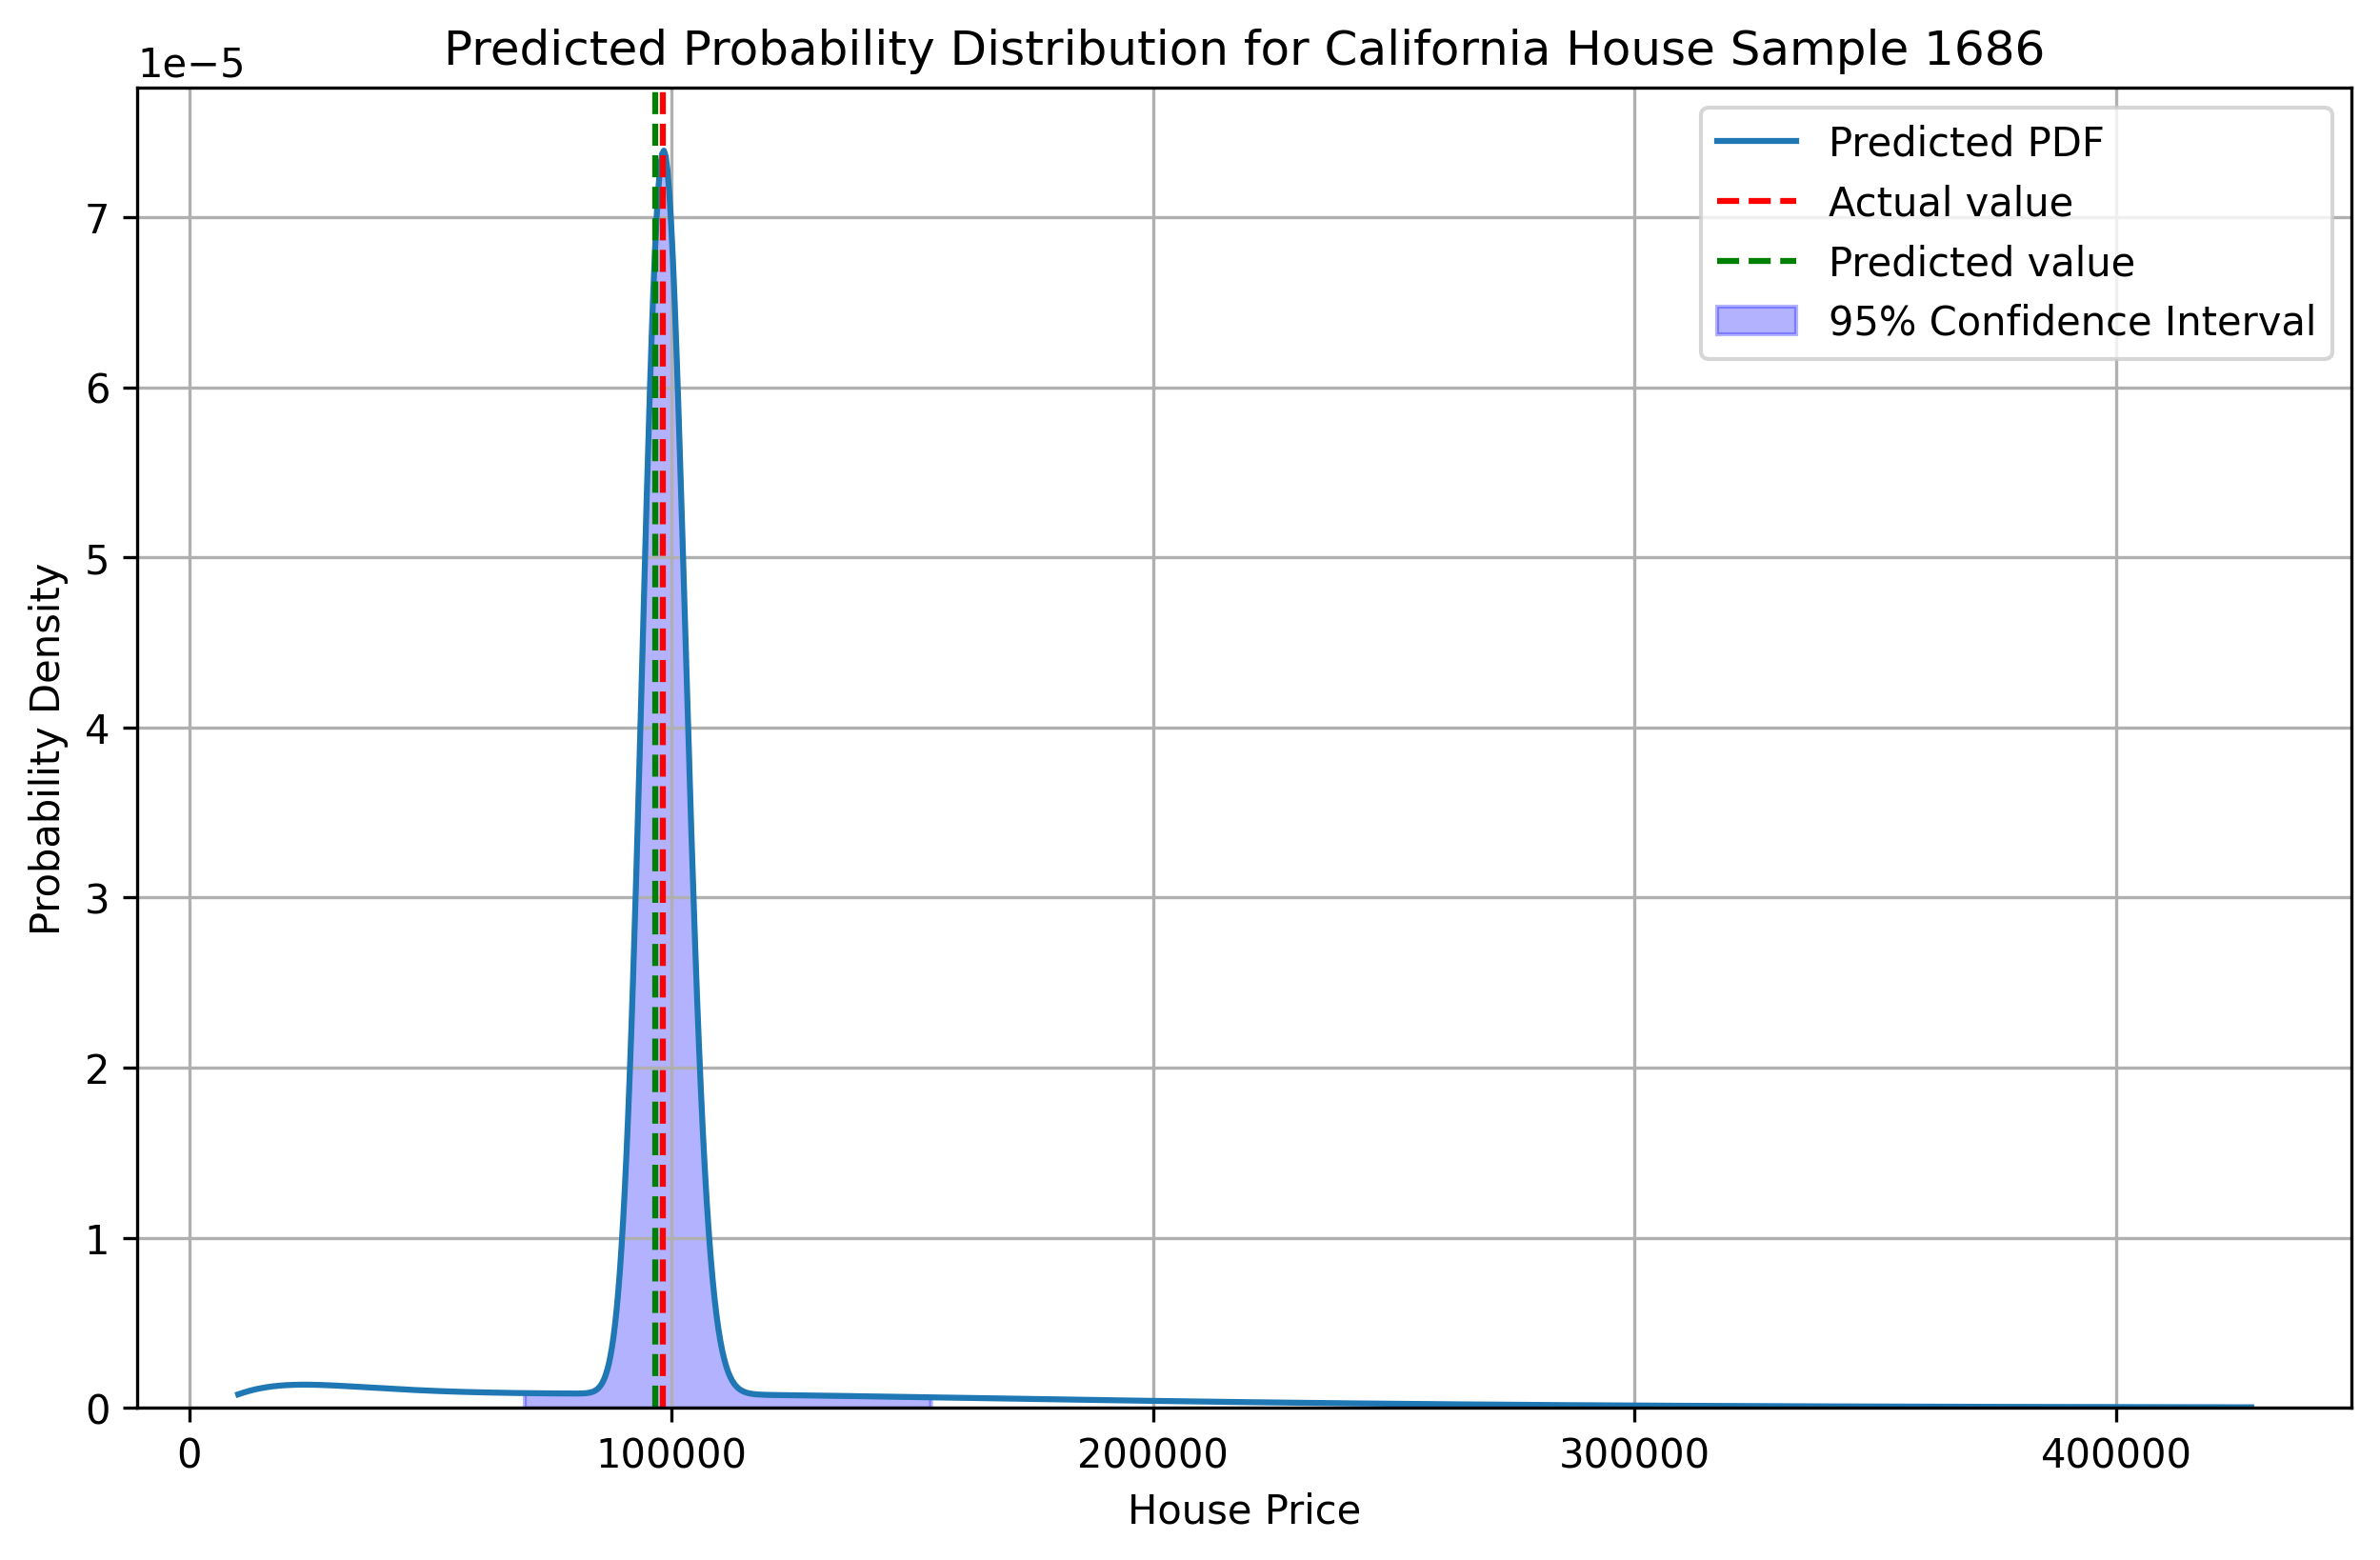 Predicted Probability Distribution for California House Sample 1686
1e−5
Predicted PDF
Actual value
Predicted value
95% Confidence Interval
Probability Density
7
6
5
4
3
2
1
0
0 100000 200000 300000 400000
House Price